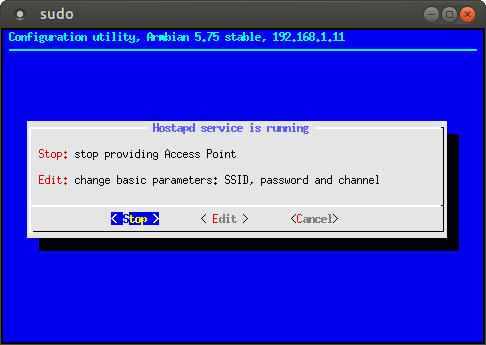 sudo
Configuration utility, Armbian 5.75 stable, 192.168.1.11
Hostapd service is running
Stop: stop providing Access Point
Edit: change basic parameters: SSID, password and channel
< Stop > < Edit > <Cancel>